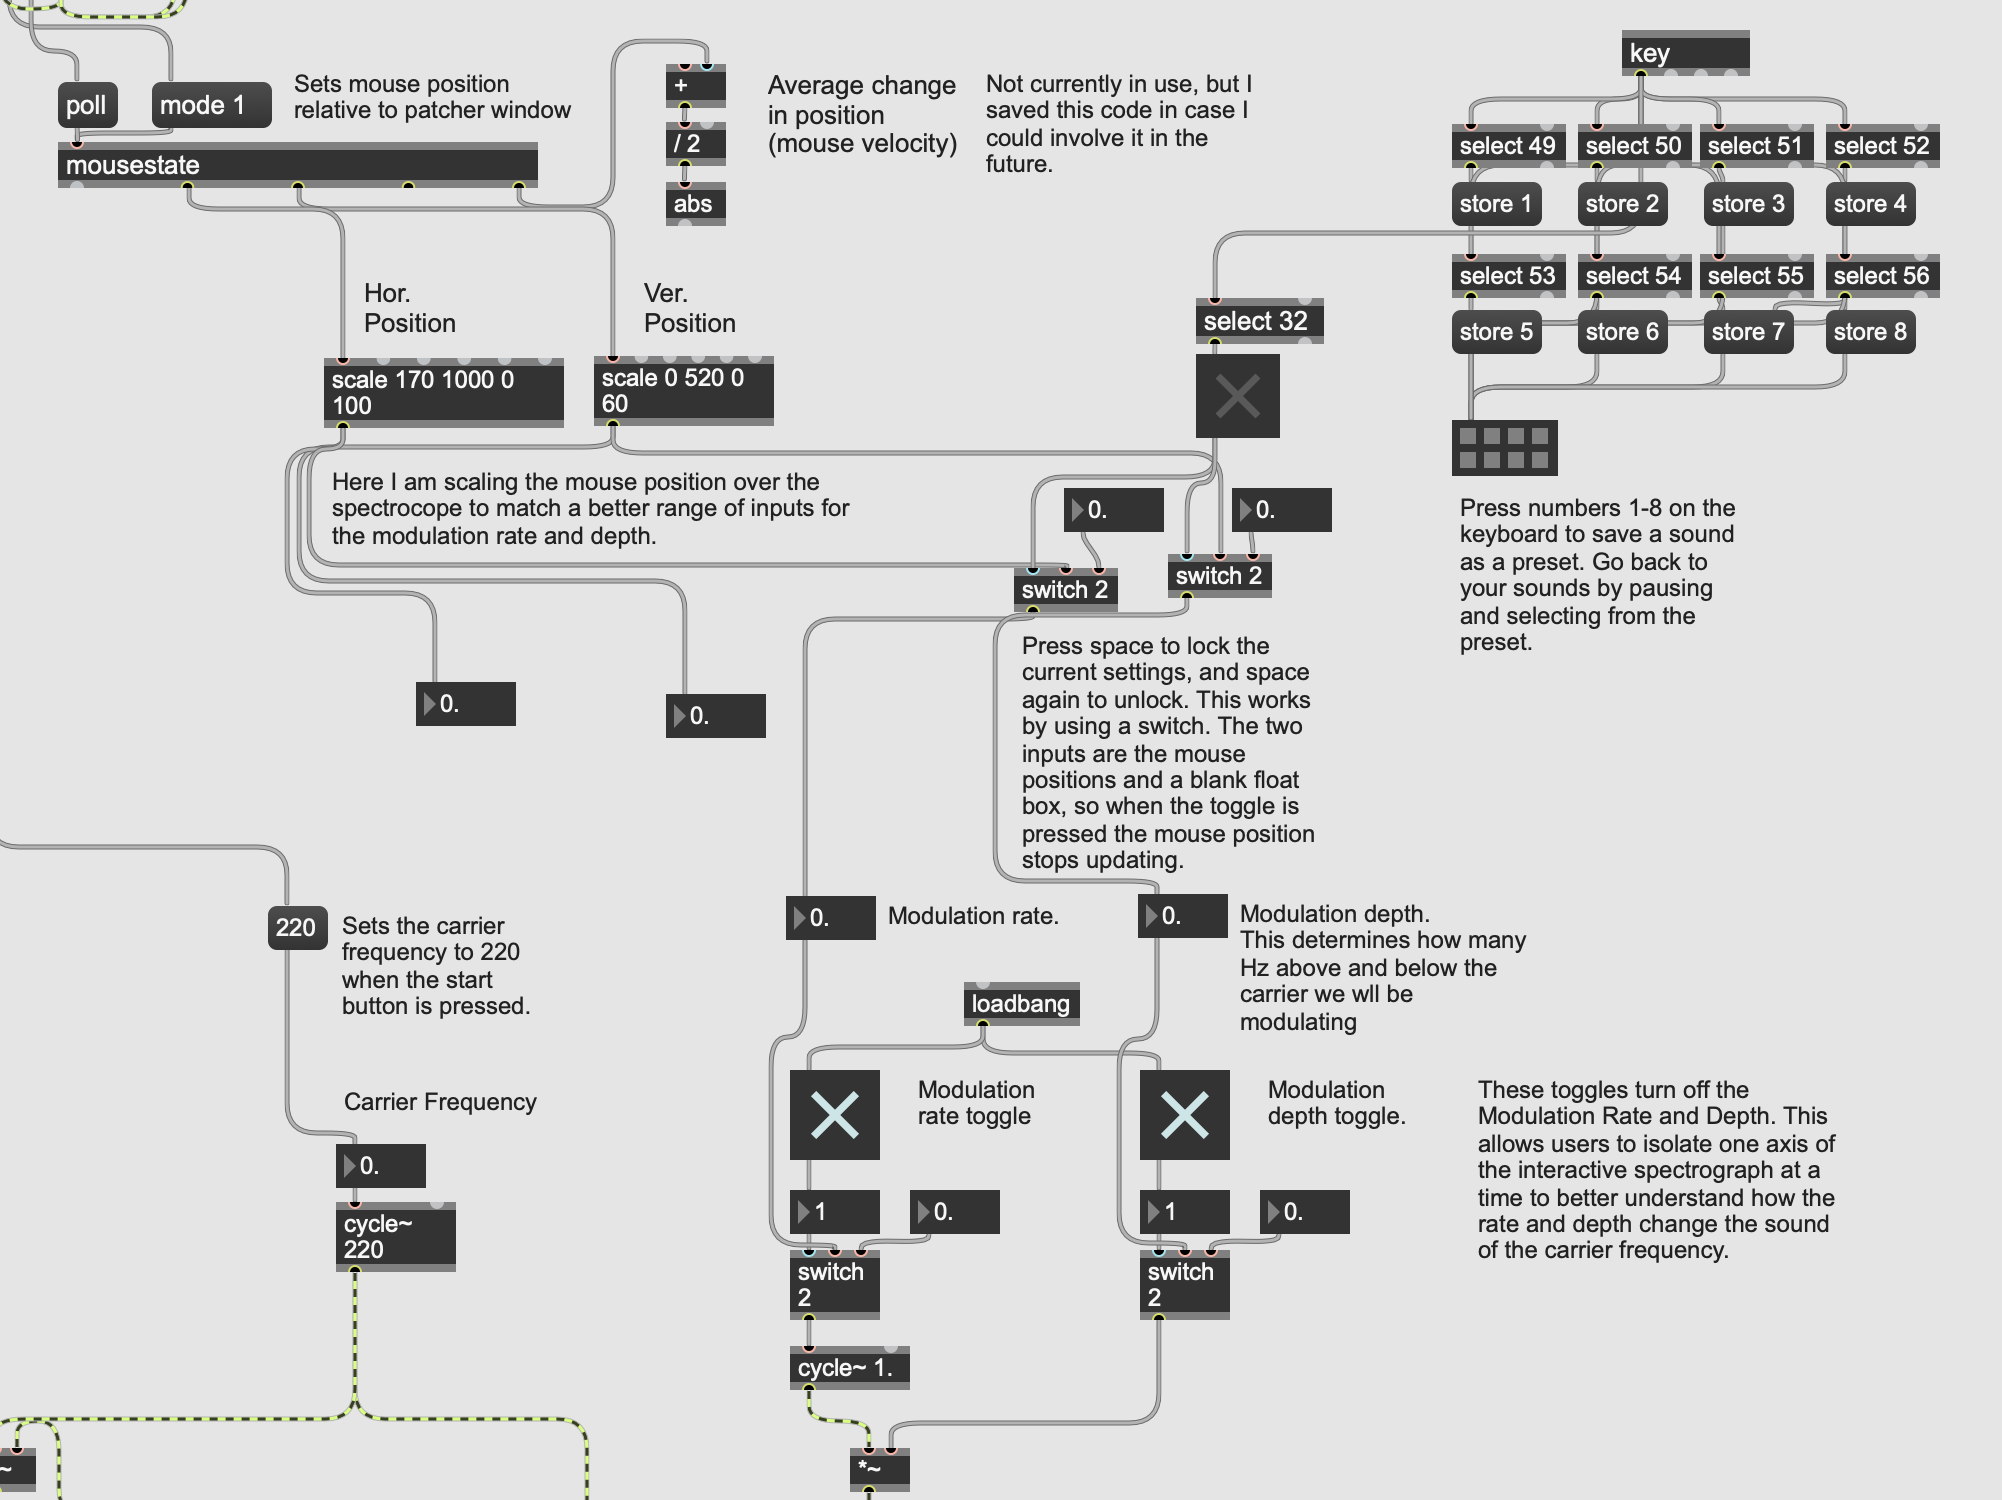 key
poll
mode 1
Sets mouse position
relative to patcher window
+
/ 2
abs
Average change
in position
(mouse velocity)
Not currently in use, but I
saved this code in case I
could involve it in the
future.
mousestate
select 49
select 50
select 51
select 52
store 1
store 2
store 3
store 4
select 53
select 54
select 55
select 56
store 5
store 6
store 7
store 8
Hor.
Position
Ver.
Position
select 32
scale 170 1000 0
100
scale 0 520 0
60
Here I am scaling the mouse position over the
spectrocope to match a better range of inputs for
the modulation rate and depth.
0.
0.
switch 2
switch 2
Press numbers 1-8 on the
keyboard to save a sound
as a preset. Go back to
your sounds by pausing
and selecting from the
preset.
0.
0.
Press space to lock the
current settings, and space
again to unlock. This works
by using a switch. The two
inputs are the mouse
positions and a blank float
box, so when the toggle is
pressed the mouse position
stops updating.
220
Sets the carrier
frequency to 220
when the start
button is pressed.
0.
Modulation rate.
0.
Modulation depth.
This determines how many
Hz above and below the
carrier we wll be
modulating
loadbang
Carrier Frequency
0.
cycle~
220
Modulation
rate toggle
Modulation
depth toggle.
These toggles turn off the
Modulation Rate and Depth. This
allows users to isolate one axis of
the interactive spectrograph at a
time to better understand how the
rate and depth change the sound
of the carrier frequency.
1
0.
1
0.
switch
2
switch
2
cycle~ 1.
~
*~